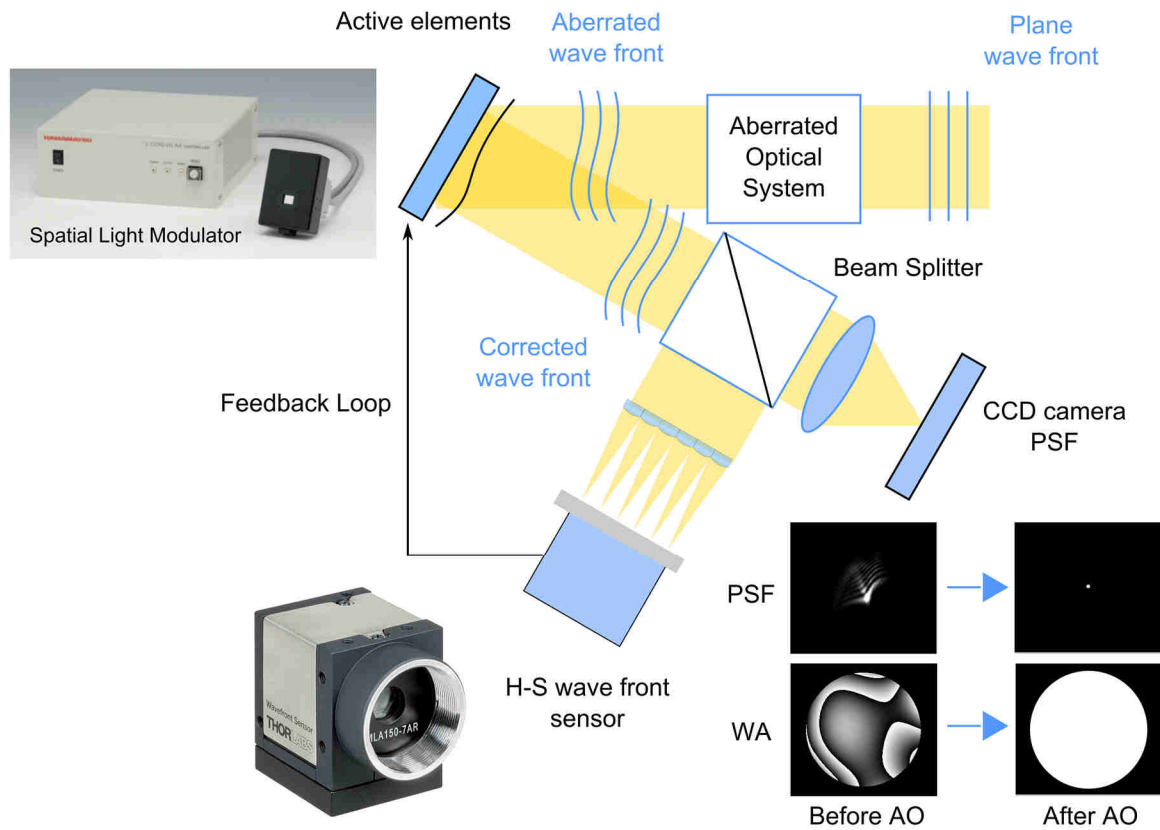 Active elements
Aberrated
wave front
Plane
wave front
Aberrated
Optical
System
Spatial Light Modulator
Beam Splitter
Corrected
wave front
Feedback Loop
CCD camera
PSF
PSF
H-S wave front
sensor
Wavefront Sensor
THORLABS
MLA150-7AR
WA
Before AO
After AO